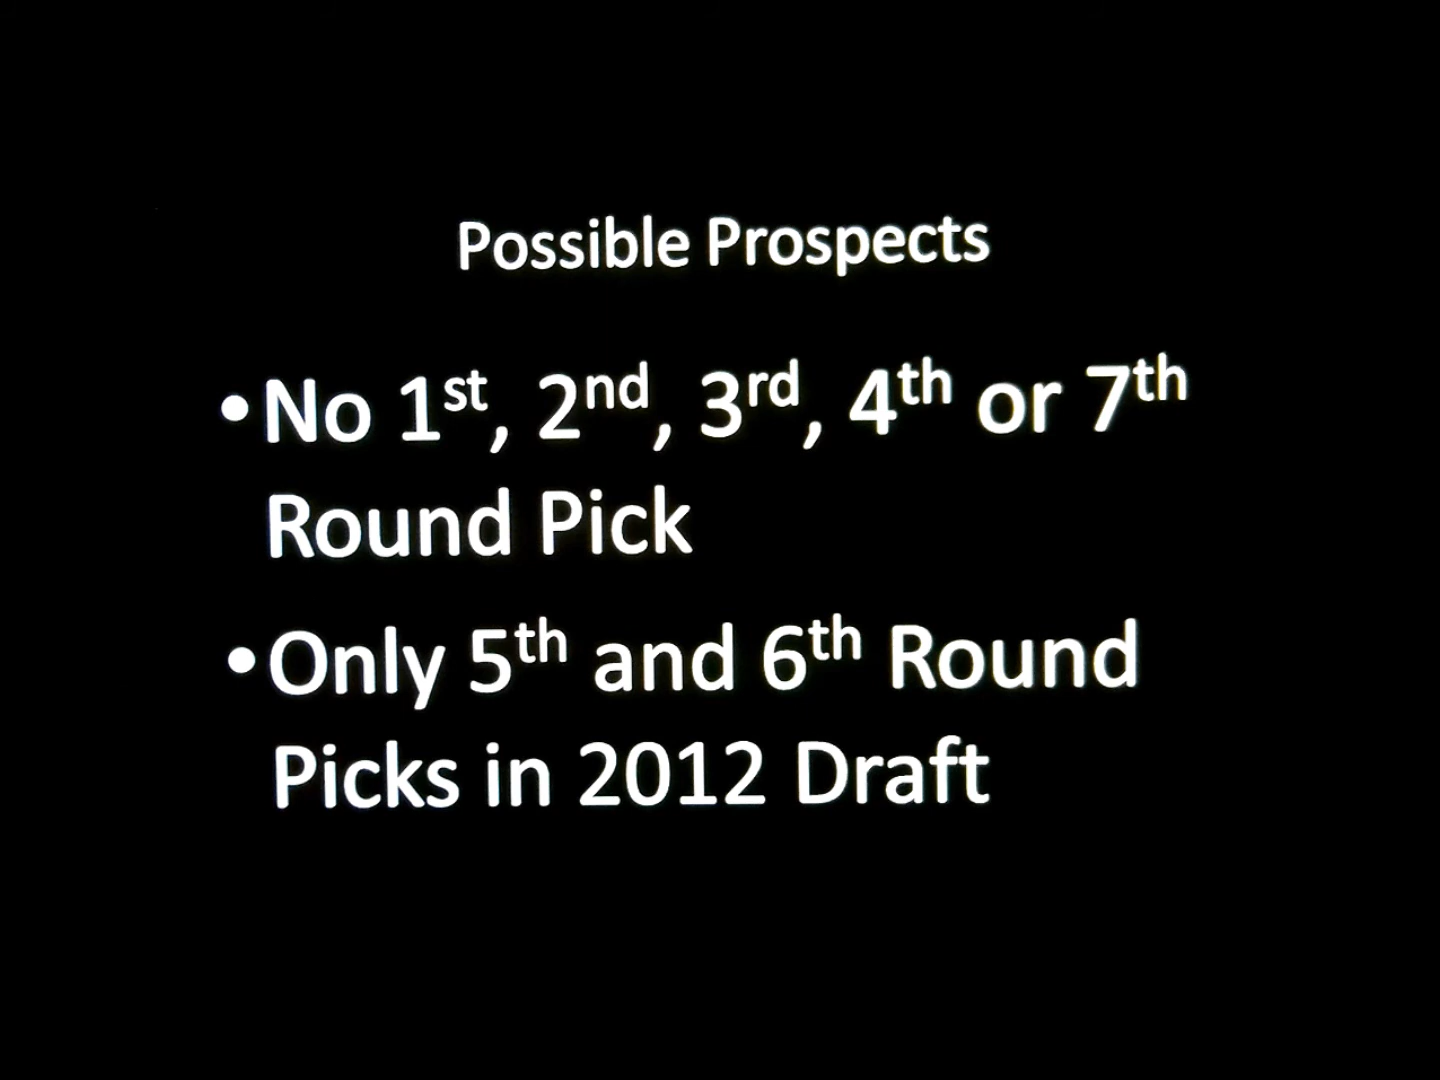 Possible Prospects
•No 1st, 2nd, 3rd, 4th or 7th
Round Pick
•Only 5th and 6th Round
Picks in 2012 Draft